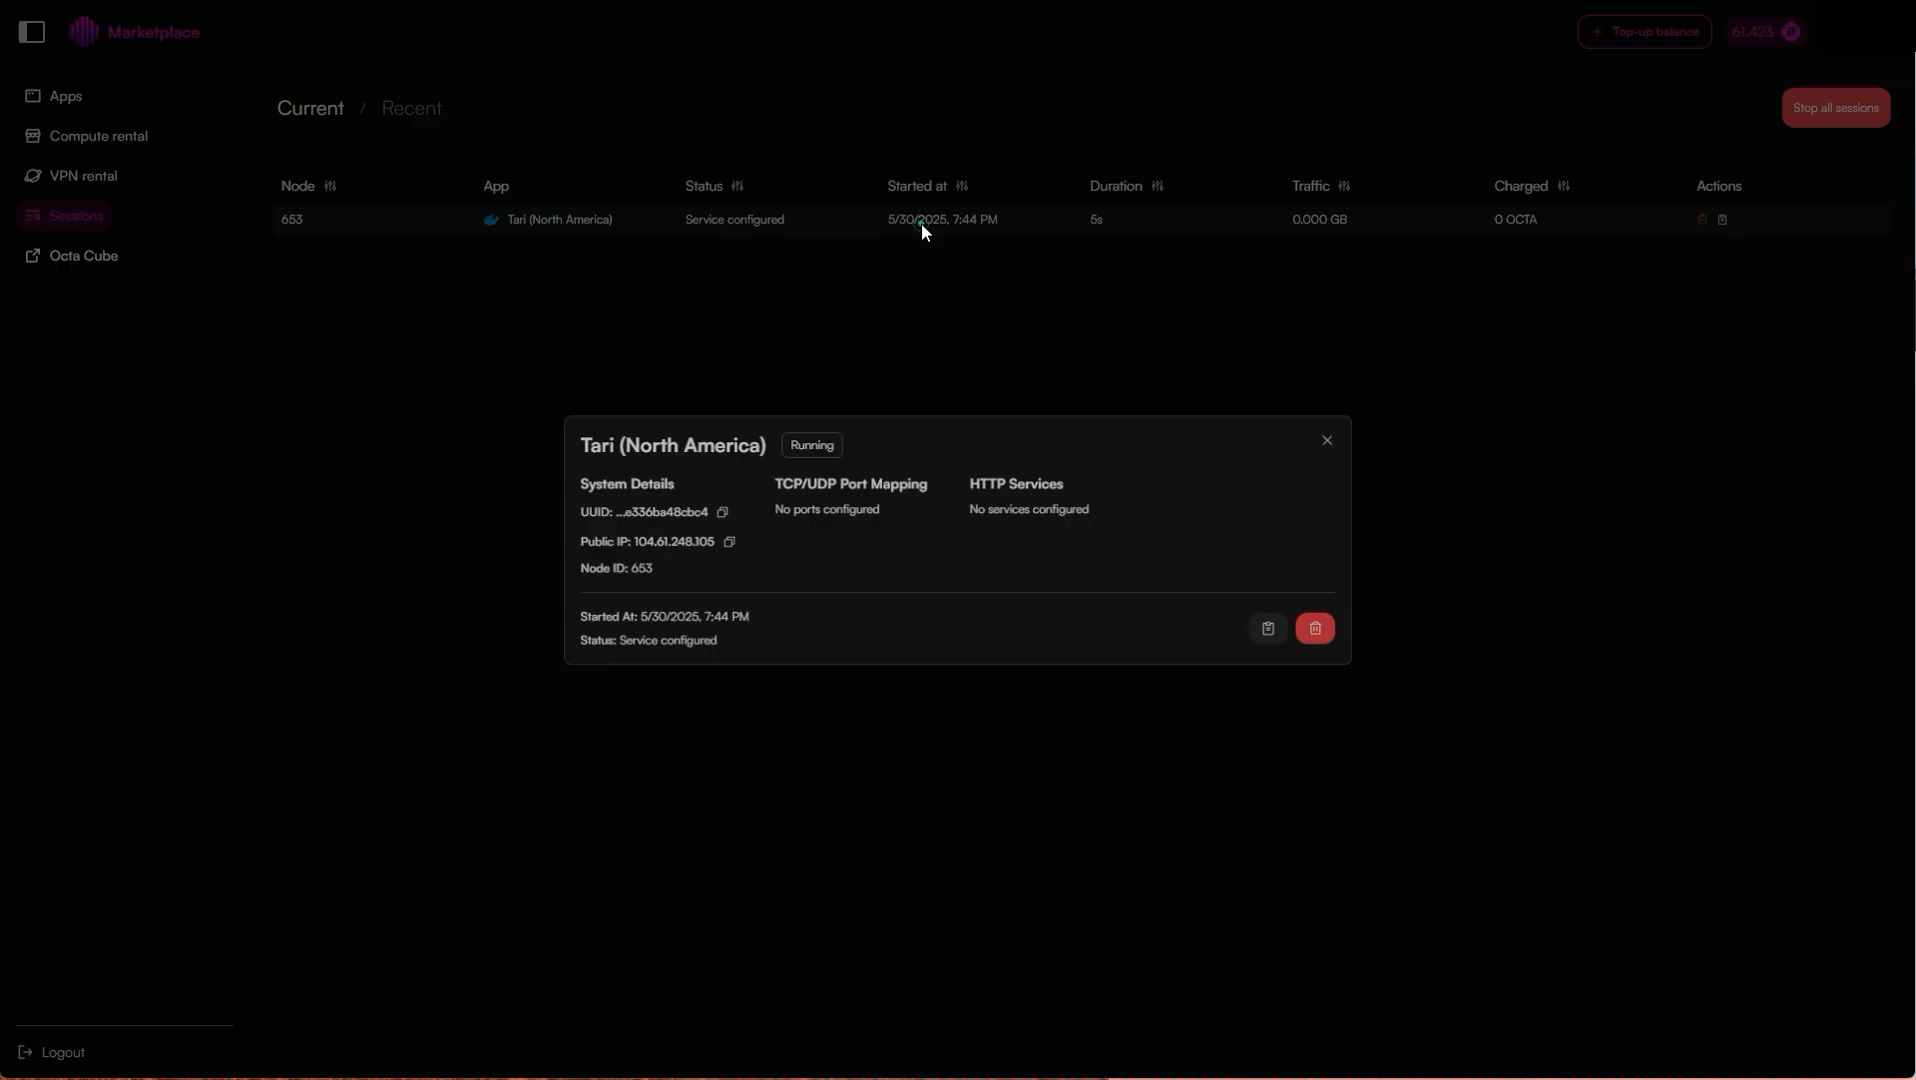 Marketplace
Top-up balance
61.423
Apps
Compute rental
VPN rental
Sessions
Octa Cube
Current / Recent
Stop all sessions
Node App Status Started at Duration Traffic Charged Actions
653 Tari (North America) Service configured 5/30/2025, 7:44 PM 5s 0.000 GB 0 OCTA
Tari (North America) Running
System Details
UUID: ...e336ba48cbc4
Public IP: 104.61.248.105
Node ID: 653
TCP/UDP Port Mapping
No ports configured
HTTP Services
No services configured
Started At: 5/30/2025, 7:44 PM
Status: Service configured
Logout